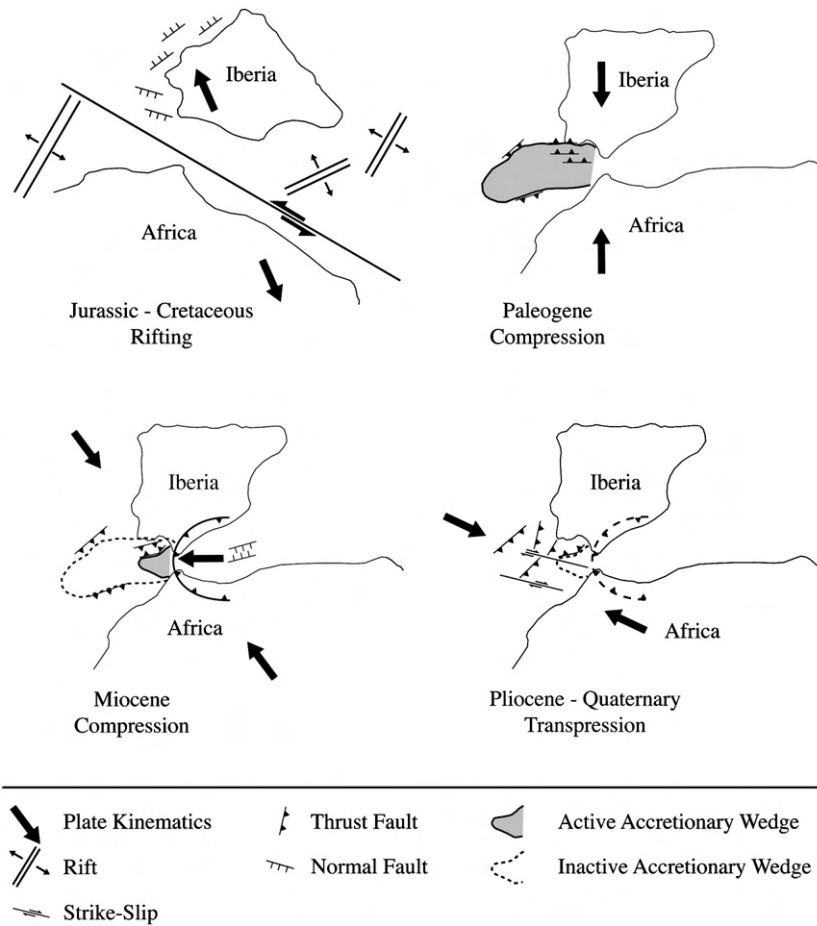 Iberia
Africa
Jurassic - Cretaceous
Rifting
Iberia
Africa
Paleogene
Compression
Iberia
Africa
Miocene
Compression
Iberia
Africa
Pliocene - Quaternary
Transpression
Plate Kinematics
Thrust Fault
Active Accretionary Wedge
Rift
Normal Fault
Inactive Accretionary Wedge
Strike-Slip